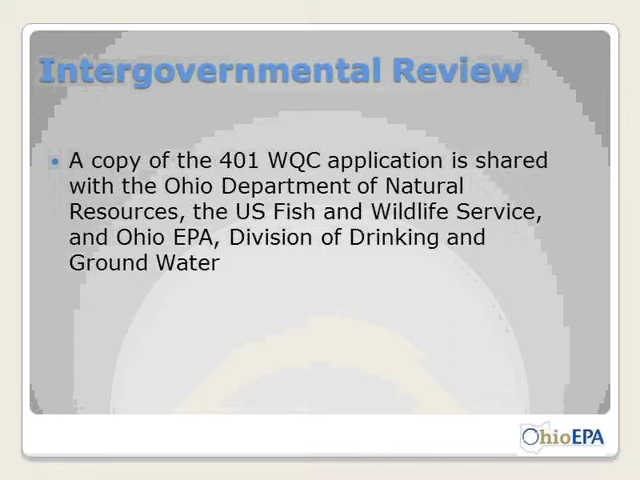 Intergovernmental Review
• A copy of the 401 WQC application is shared
with the Ohio Department of Natural
Resources, the US Fish and Wildlife Service,
and Ohio EPA, Division of Drinking and
Ground Water
OhioEPA